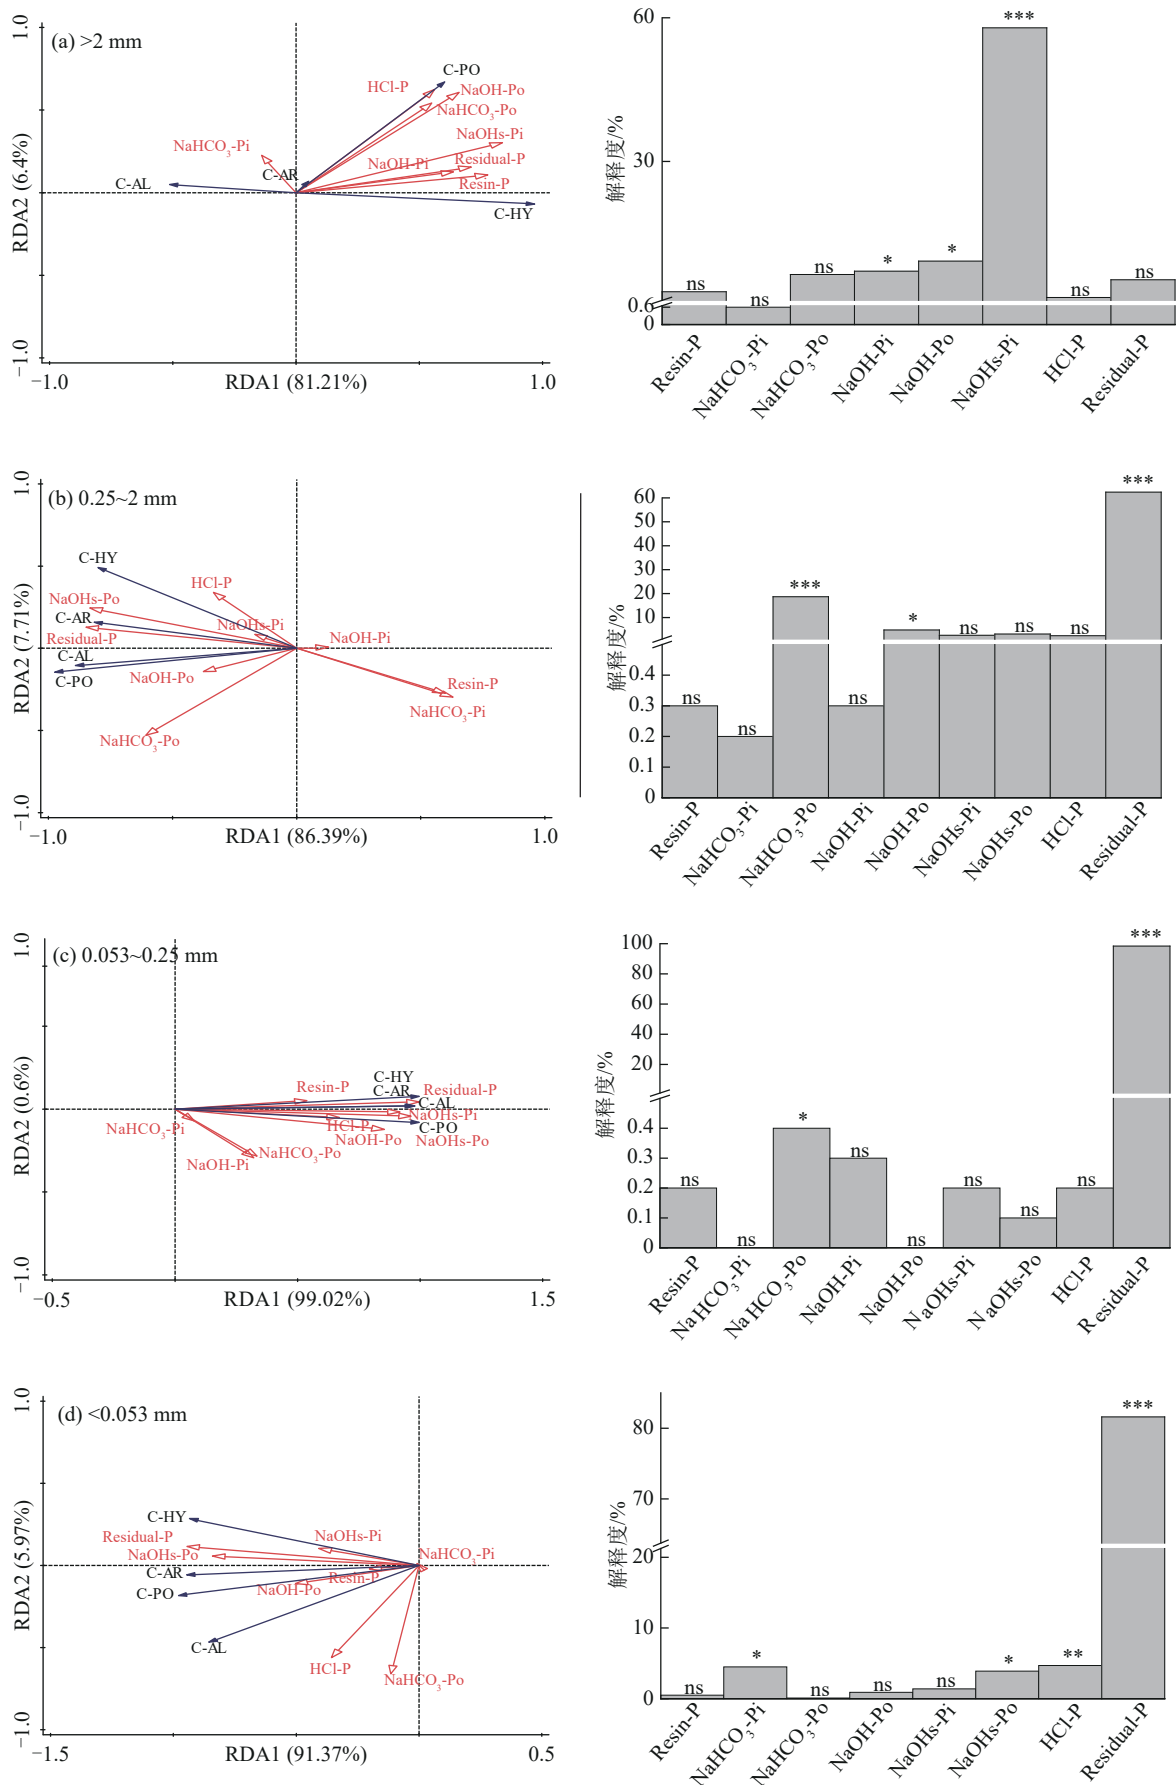 (a) >2 mm
1.0
RDA2 (6.4%)
−1.0
−1.0
RDA1 (81.21%)
1.0
C-PO
HCl-P
NaOH-Po
NaHCO₃-Po
NaOHs-Pi
NaHCO₃-Pi
C-AR
NaOH-Pi
Residual-P
Resin-P
C-AL
C-HY
解释度/%
60
30
0.6
0
ns
ns
ns
*
*
***
ns
ns
Resin-P
NaHCO₃-Pi
NaHCO₃-Po
NaOH-Pi
NaOH-Po
NaOHs-Pi
HCl-P
Residual-P
(b) 0.25~2 mm
1.0
RDA2 (7.71%)
−1.0
−1.0
RDA1 (86.39%)
1.0
C-HY
HCl-P
NaOHs-Po
C-AR
NaOHs-Pi
Residual-P
NaOH-Pi
C-AL
NaOH-Po
C-PO
Resin-P
NaHCO₃-Pi
NaHCO₃-Po
解释度/%
60
50
40
30
20
10
0.4
0.3
0.2
0.1
0
ns
ns
***
ns
*
ns
ns
ns
***
Resin-P
NaHCO₃-Pi
NaHCO₃-Po
NaOH-Pi
NaOH-Po
NaOHs-Pi
NaOHs-Po
HCl-P
Residual-P
(c) 0.053~0.25 mm
1.0
RDA2 (0.6%)
−1.0
−0.5
RDA1 (99.02%)
1.5
C-HY
Resin-P
C-AR
Residual-P
C-AL
NaOHs-Pi
NaHCO₃-Pi
HCl-P
C-PO
NaOH-Po
NaOHs-Po
NaHCO₃-Po
NaOH-Pi
解释度/%
100
80
60
40
20
0.4
0.3
0.2
0.1
0
ns
ns
*
ns
ns
ns
ns
ns
***
Resin-P
NaHCO₃-Pi
NaHCO₃-Po
NaOH-Pi
NaOH-Po
NaOHs-Pi
NaOHs-Po
HCl-P
Residual-P
(d) <0.053 mm
1.0
RDA2 (5.97%)
−1.0
−1.5
RDA1 (91.37%)
0.5
C-HY
Residual-P
NaOHs-Pi
NaOHs-Po
NaHCO₃-Pi
C-AR
Resin-P
C-PO
NaOH-Po
C-AL
HCl-P
NaHCO₃-Po
解释度/%
80
70
20
10
0
ns
*
ns
ns
ns
*
**
***
Resin-P
NaHCO₃-Pi
NaHCO₃-Po
NaOH-Po
NaOHs-Pi
NaOHs-Po
HCl-P
Residual-P